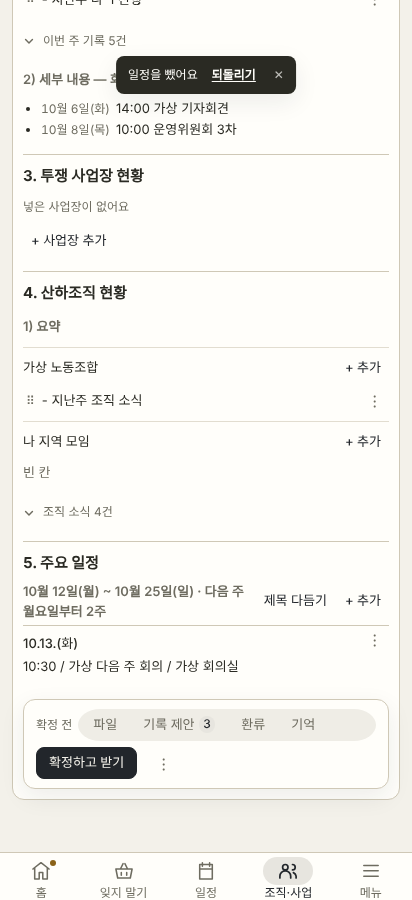 이번 주 기록 5건
일정을 뺐어요 되돌리기 ×
2) 세부 내용 —
• 10월 6일(화) 14:00 가상 기자회견
• 10월 8일(목) 10:00 운영위원회 3차
3. 투쟁 사업장 현황
넣은 사업장이 없어요
+ 사업장 추가
4. 산하조직 현황
1) 요약
가상 노동조합 + 추가
- 지난주 조직 소식
나 지역 모임 + 추가
빈 칸
조직 소식 4건
5. 주요 일정
10월 12일(월) ~ 10월 25일(일) · 다음 주
월요일부터 2주
제목 다듬기 + 추가
10.13.(화)
10:30 / 가상 다음 주 회의 / 가상 회의실
확정 전 파일 기록 제안 3 환류 기억
확정하고 받기
홈 잊지 말기 일정 조직·사업 메뉴